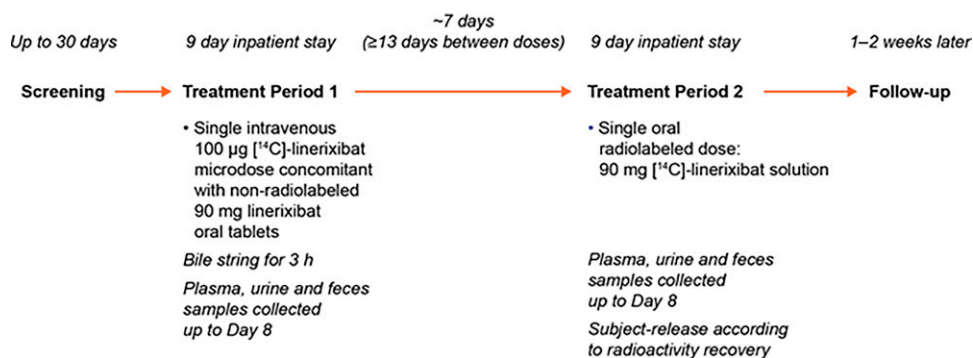 ~7 days
Up to 30 days 9 day inpatient stay (≥13 days between doses) 9 day inpatient stay 1–2 weeks later
Screening Treatment Period 1 Treatment Period 2 Follow-up
• Single intravenous
100 µg [¹⁴C]-linerixibat
microdose concomitant
with non-radiolabeled
90 mg linerixibat
oral tablets
Bile string for 3 h
Plasma, urine and feces
samples collected
up to Day 8
• Single oral
radiolabeled dose:
90 mg [¹⁴C]-linerixibat solution
Plasma, urine and feces
samples collected
up to Day 8
Subject-release according
to radioactivity recovery